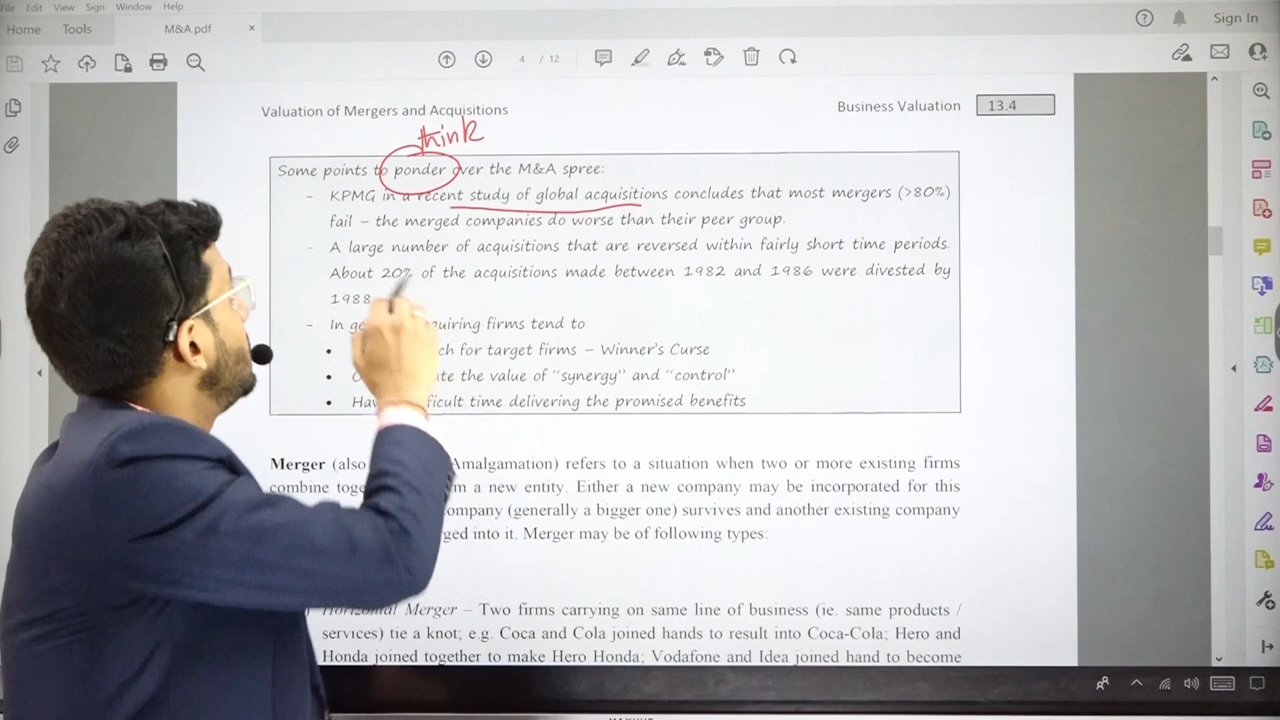 File Edit View Sign Window Help
Home Tools M&A.pdf ×
Sign In
4 / 12
Valuation of Mergers and Acquisitions
Business Valuation 13.4
think
Some points to ponder over the M&A spree:
- KPMG in a recent study of global acquisitions concludes that most mergers (>80%)
fail – the merged companies do worse than their peer group.
- A large number of acquisitions that are reversed within fairly short time periods.
About 20% of the acquisitions made between 1982 and 1986 were divested by
1988
- In uiring firms tend to
• ch for target firms – Winner's Curse
• te the value of "synergy" and "control"
• Hav ficult time delivering the promised benefits
Merger (also Amalgamation) refers to a situation when two or more existing firms
combine toge m a new entity. Either a new company may be incorporated for this
ompany (generally a bigger one) survives and another existing company
ged into it. Merger may be of following types:
Horizontal Merger – Two firms carrying on same line of business (ie. same products /
services) tie a knot; e.g. Coca and Cola joined hands to result into Coca-Cola; Hero and
Honda joined together to make Hero Honda; Vodafone and Idea joined hand to become